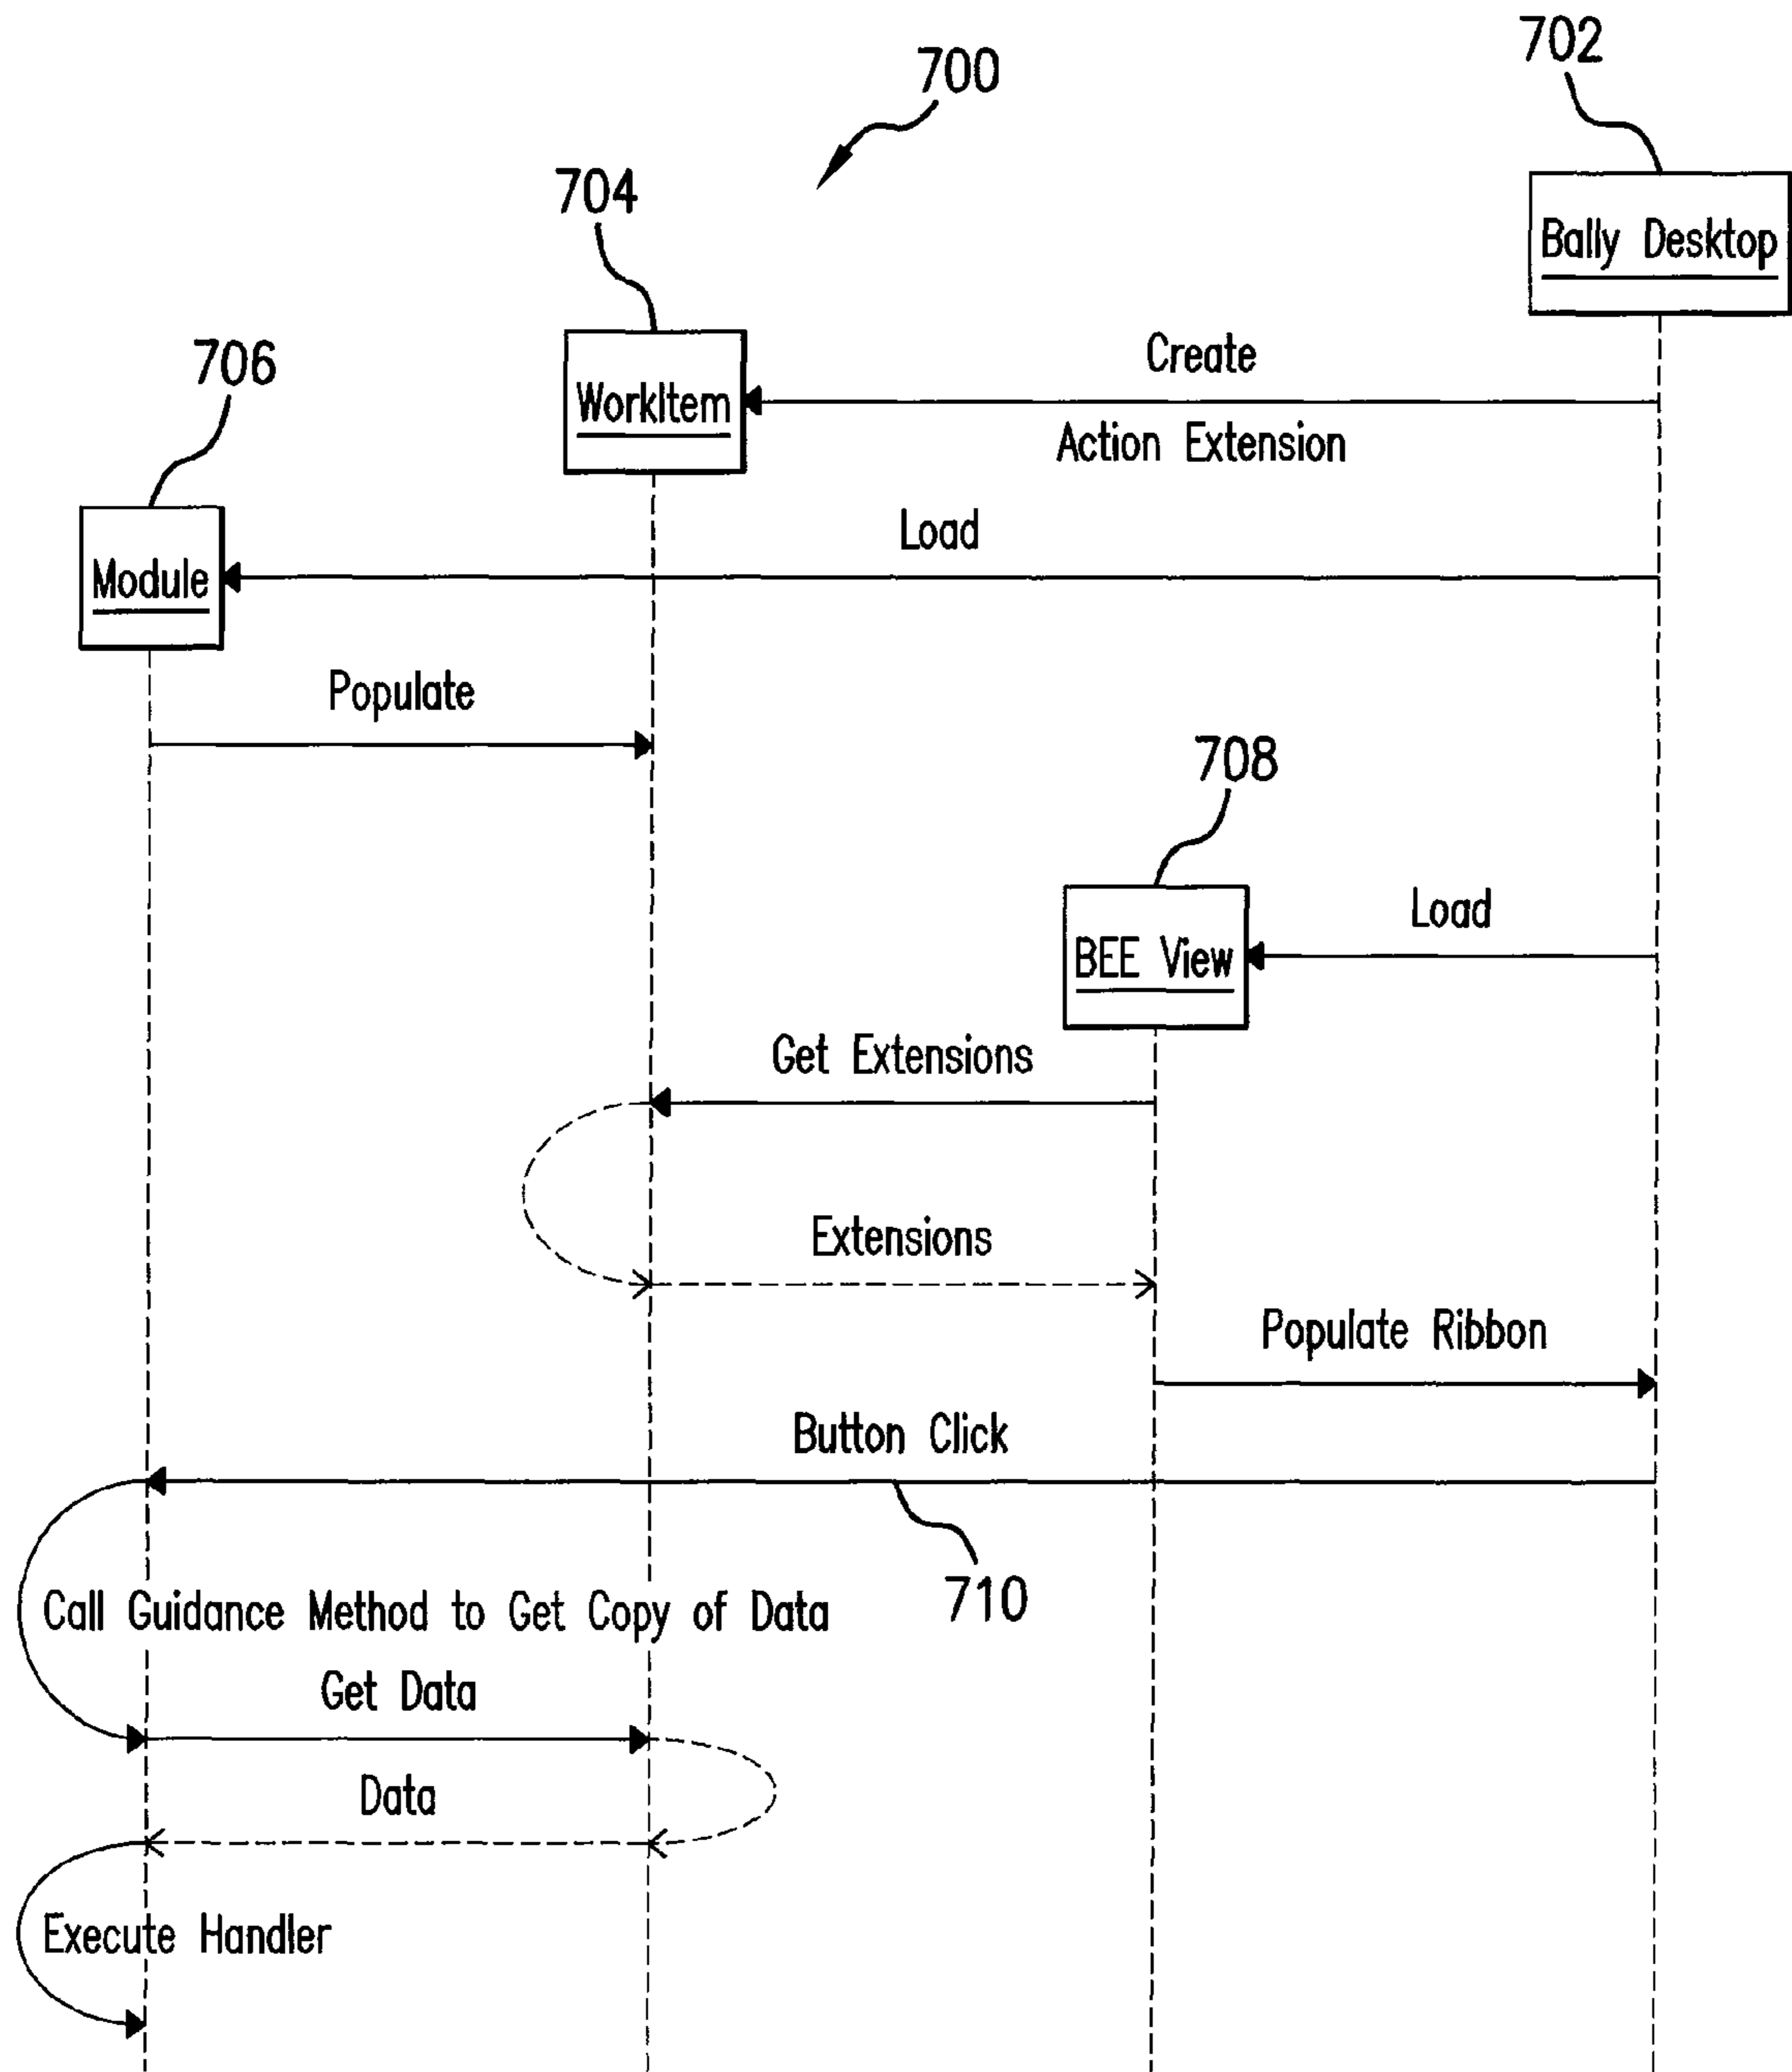 702
700
704
Bally Desktop
706
Create
WorkItem
Action Extension
Load
Module
Populate
708
Load
BEE View
Get Extensions
Extensions
Populate Ribbon
Button Click
710
Call Guidance Method to Get Copy of Data
Get Data
Data
Execute Handler